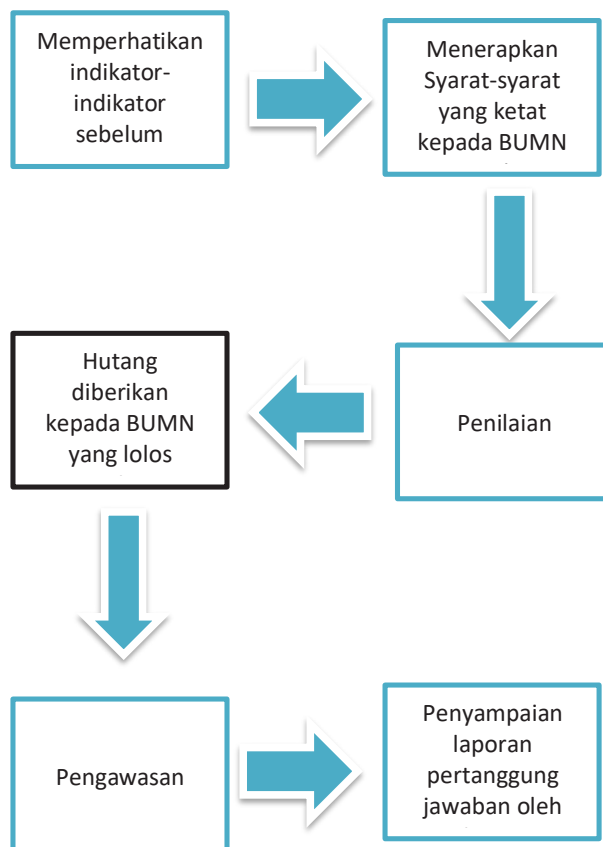 Memperhatikan
indikator-
indikator
sebelum
Menerapkan
Syarat-syarat
yang ketat
kepada BUMN
Penilaian
Hutang
diberikan
kepada BUMN
yang lolos
Pengawasan
Penyampaian
laporan
pertanggung
jawaban oleh